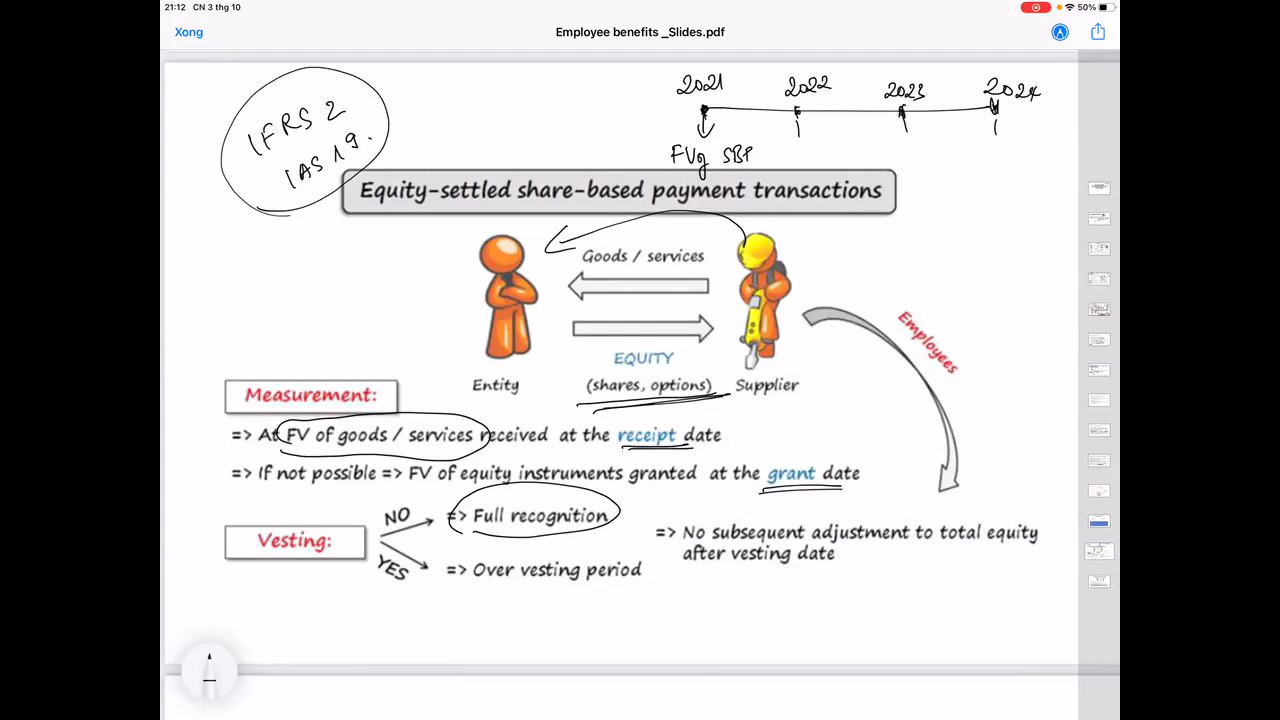 21:12 CN 3 thg 10
50%
Xong
Employee benefits _Slides.pdf
2021 2022 2023 2024
IFRS 2
IAS 19.
FVg SBP
Equity-settled share-based payment transactions
Goods / services
EQUITY
(shares, options)
Entity
Supplier
Employees
Measurement:
=> At FV of goods / services received at the receipt date
=> If not possible => FV of equity instruments granted at the grant date
Vesting:
NO
=> Full recognition
YES
=> Over vesting period
=> No subsequent adjustment to total equity
after vesting date